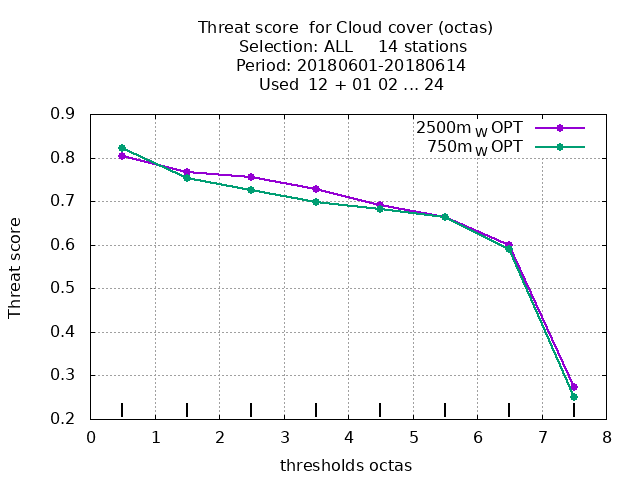 Threat score  for Cloud cover (octas)
Selection: ALL     14 stations
Period: 20180601-20180614
Used  12 + 01 02 ... 24
2500m W OPT
750m W OPT
0.9
0.8
0.7
0.6
0.5
0.4
0.3
0.2
Threat score
0 1 2 3 4 5 6 7 8
thresholds octas